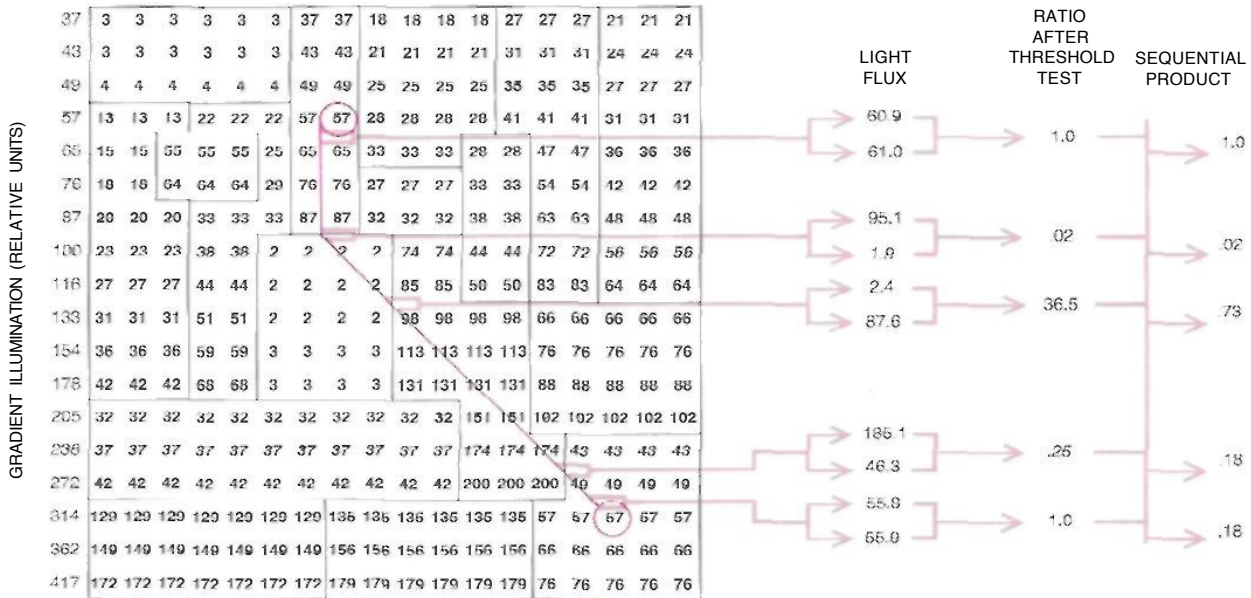 RATIO
AFTER
THRESHOLD
TEST
LIGHT
FLUX
SEQUENTIAL
PRODUCT
GRADIENT ILLUMINATION (RELATIVE UNITS)
37 3 3 3 3 3 3 37 37 18 18 18 18 27 27 27 21 21 21
43 3 3 3 3 3 3 43 43 21 21 21 21 31 31 31 24 24 24
49 4 4 4 4 4 4 49 49 25 25 25 25 35 35 35 27 27 27
57 13 13 13 22 22 22 57 57 28 28 28 28 41 41 41 31 31 31
65 15 15 55 55 55 25 65 65 33 33 33 28 28 47 47 36 36 36
76 18 18 64 64 64 29 76 76 27 27 27 33 33 54 54 42 42 42
87 20 20 20 33 33 33 87 87 32 32 32 38 38 63 63 48 48 48
100 23 23 23 38 38 2 2 2 2 74 74 44 44 72 72 56 56 56
116 27 27 27 44 44 2 2 2 2 85 85 50 50 83 83 64 64 64
133 31 31 31 51 51 2 2 2 2 98 98 98 98 66 66 66 66 66
154 36 36 36 59 59 3 3 3 3 113 113 113 113 76 76 76 76 76
178 42 42 42 68 68 3 3 3 3 131 131 131 131 88 88 88 88 88
205 32 32 32 32 32 32 32 32 32 32 32 151 151 102 102 102 102 102
238 37 37 37 37 37 37 37 37 37 37 37 174 174 174 43 43 43 43
272 42 42 42 42 42 42 42 42 42 42 42 200 200 200 49 49 49 49
314 129 129 129 129 129 129 129 135 135 135 135 135 135 57 57 57 57 57
362 149 149 149 149 149 149 149 156 156 156 156 156 156 66 66 66 66 66
417 172 172 172 172 172 172 172 179 179 179 179 179 179 76 76 76 76 76
60.9
61.0
1.0
1.0
95.1
1.9
.02
.02
2.4
87.6
36.5
.73
185.1
46.3
.25
.18
55.9
55.9
1.0
.18